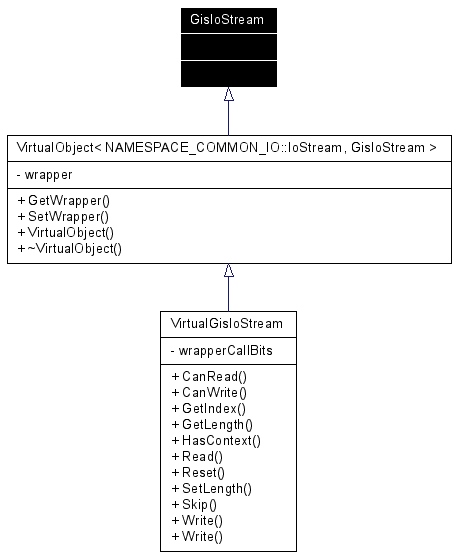 GisIoStream
VirtualObject< NAMESPACE_COMMON_IO::IoStream, GisIoStream >
- wrapper
+ GetWrapper()
+ SetWrapper()
+ VirtualObject()
+ ~VirtualObject()
VirtualGisIoStream
- wrapperCallBits
+ CanRead()
+ CanWrite()
+ GetIndex()
+ GetLength()
+ HasContext()
+ Read()
+ Reset()
+ SetLength()
+ Skip()
+ Write()
+ Write()